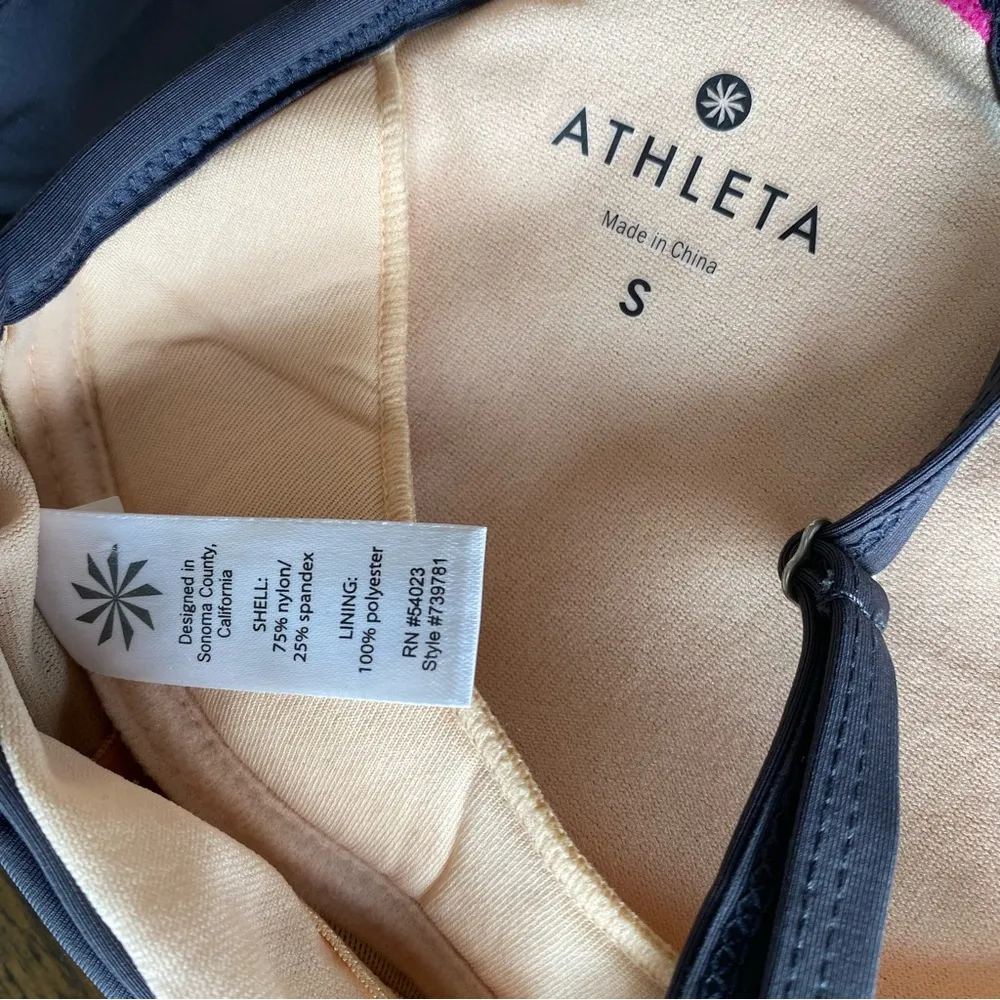 ATHLETA
Made in China
S
Designed in
Sonoma County,
California
SHELL:
75% nylon/
25% spandex
LINING:
100% polyester
RN #54023
Style #739781